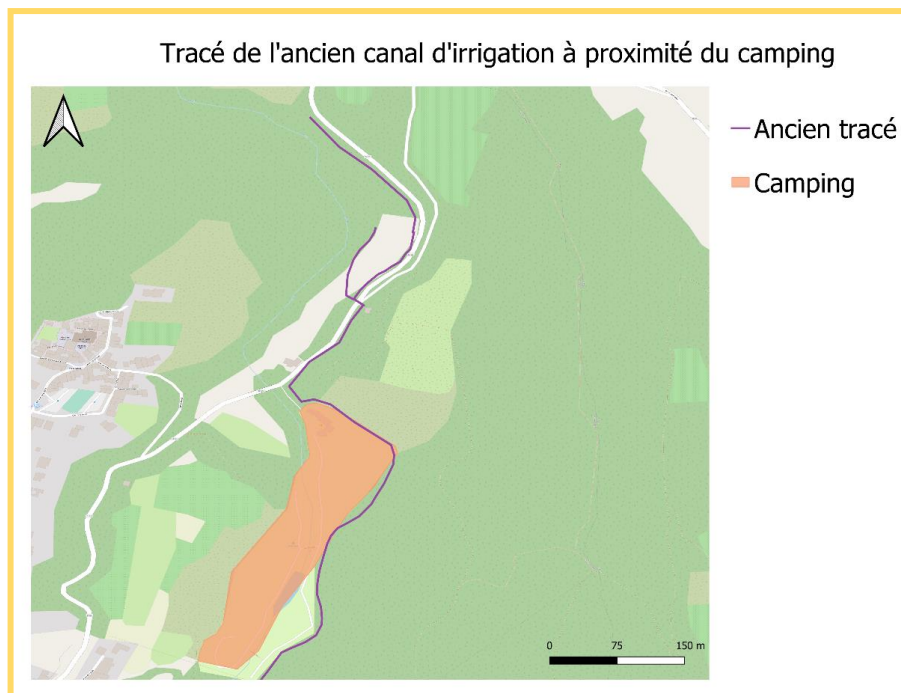 Tracé de l'ancien canal d'irrigation à proximité du camping
Ancien tracé
Camping
0 75 150 m